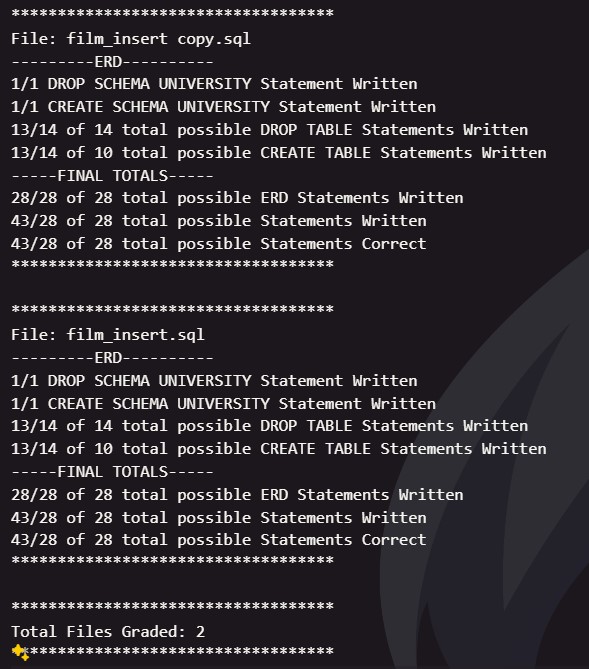 ***********************************
File: film_insert copy.sql
---------ERD----------
1/1 DROP SCHEMA UNIVERSITY Statement Written
1/1 CREATE SCHEMA UNIVERSITY Statement Written
13/14 of 14 total possible DROP TABLE Statements Written
13/14 of 10 total possible CREATE TABLE Statements Written
-----FINAL TOTALS-----
28/28 of 28 total possible ERD Statements Written
43/28 of 28 total possible Statements Written
43/28 of 28 total possible Statements Correct
***********************************
***********************************
File: film_insert.sql
---------ERD----------
1/1 DROP SCHEMA UNIVERSITY Statement Written
1/1 CREATE SCHEMA UNIVERSITY Statement Written
13/14 of 14 total possible DROP TABLE Statements Written
13/14 of 10 total possible CREATE TABLE Statements Written
-----FINAL TOTALS-----
28/28 of 28 total possible ERD Statements Written
43/28 of 28 total possible Statements Written
43/28 of 28 total possible Statements Correct
***********************************
***********************************
Total Files Graded: 2
***********************************